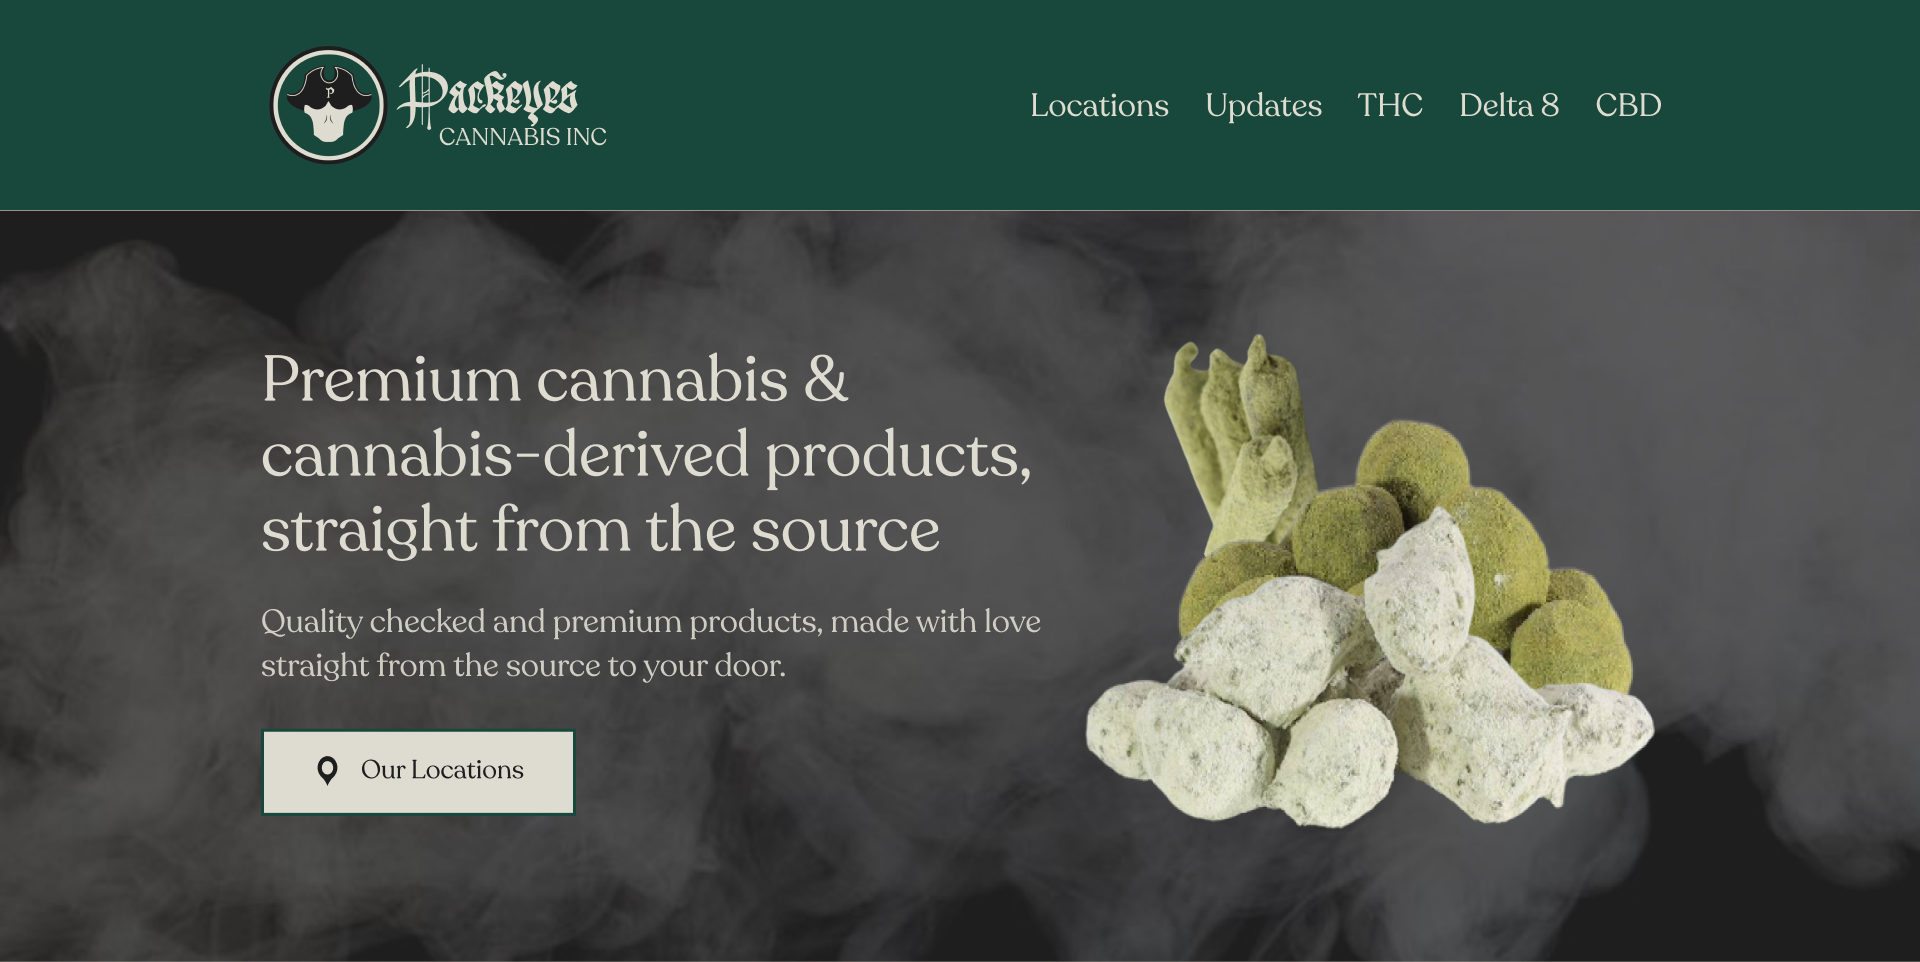 P
Packeyes
CANNABIS INC
Locations Updates THC Delta 8 CBD
Premium cannabis &
cannabis-derived products,
straight from the source
Quality checked and premium products, made with love
straight from the source to your door.
Our Locations